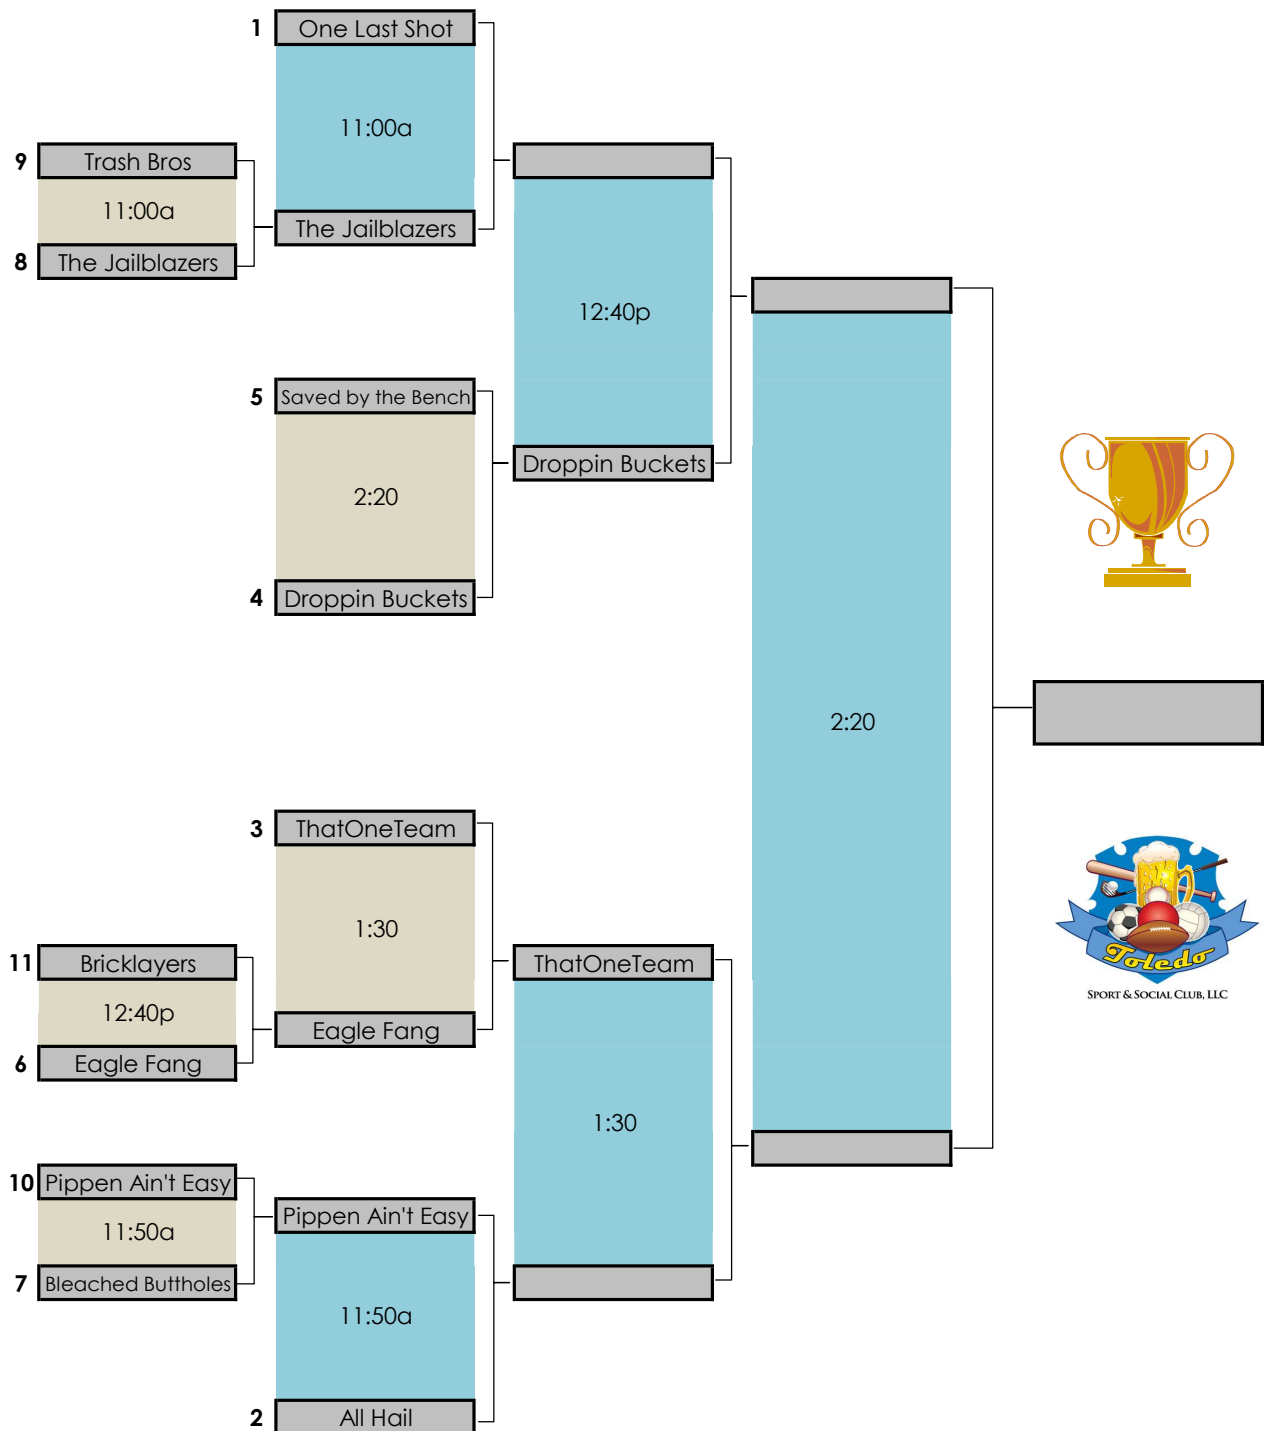 1 One Last Shot
11:00a
9 Trash Bros
11:00a
The Jailblazers
8 The Jailblazers
12:40p
5 Saved by the Bench
Droppin Buckets
2:20
4 Droppin Buckets
2:20
3 ThatOneTeam
1:30
11 Bricklayers
ThatOneTeam
12:40p
Eagle Fang
6 Eagle Fang
Toledo
SPORT & SOCIAL CLUB, LLC
1:30
10 Pippen Ain't Easy
Pippen Ain't Easy
11:50a
7 Bleached Buttholes
11:50a
2 All Hail